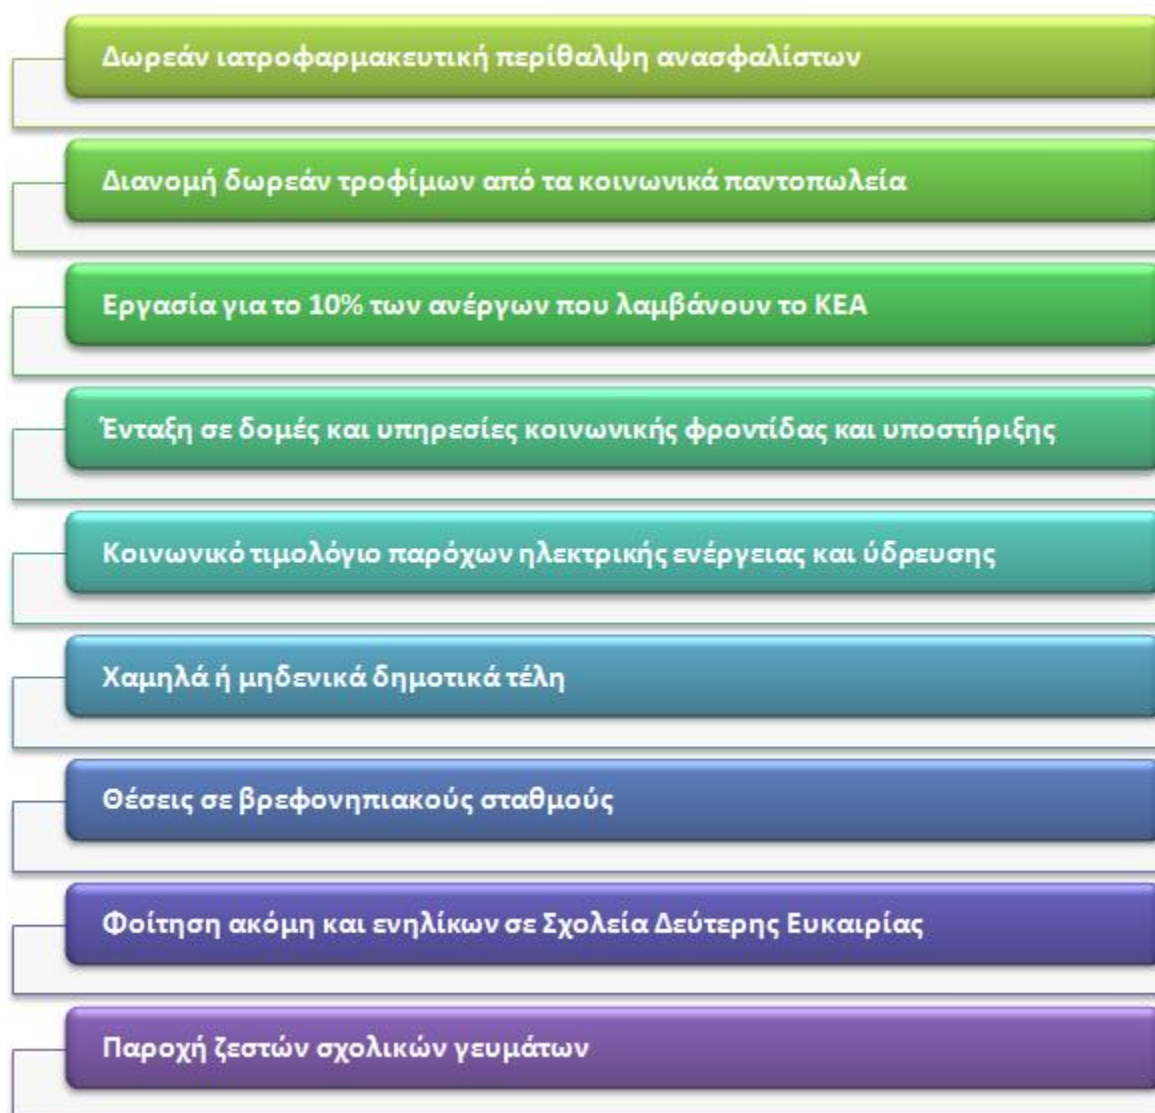 Δωρεάν ιατροφαρμακευτική περίθαλψη ανασφαλίστων
Διανομή δωρεάν τροφίμων από τα κοινωνικά παντοπωλεία
Εργασία για το 10% των ανέργων που λαμβάνουν το ΚΕΑ
Ένταξη σε δομές και υπηρεσίες κοινωνικής φροντίδας και υποστήριξης
Κοινωνικό τιμολόγιο παρόχων ηλεκτρικής ενέργειας και ύδρευσης
Χαμηλά ή μηδενικά δημοτικά τέλη
Θέσεις σε βρεφονηπιακούς σταθμούς
Φοίτηση ακόμη και ενηλίκων σε Σχολεία Δεύτερης Ευκαιρίας
Παροχή ζεστών σχολικών γευμάτων